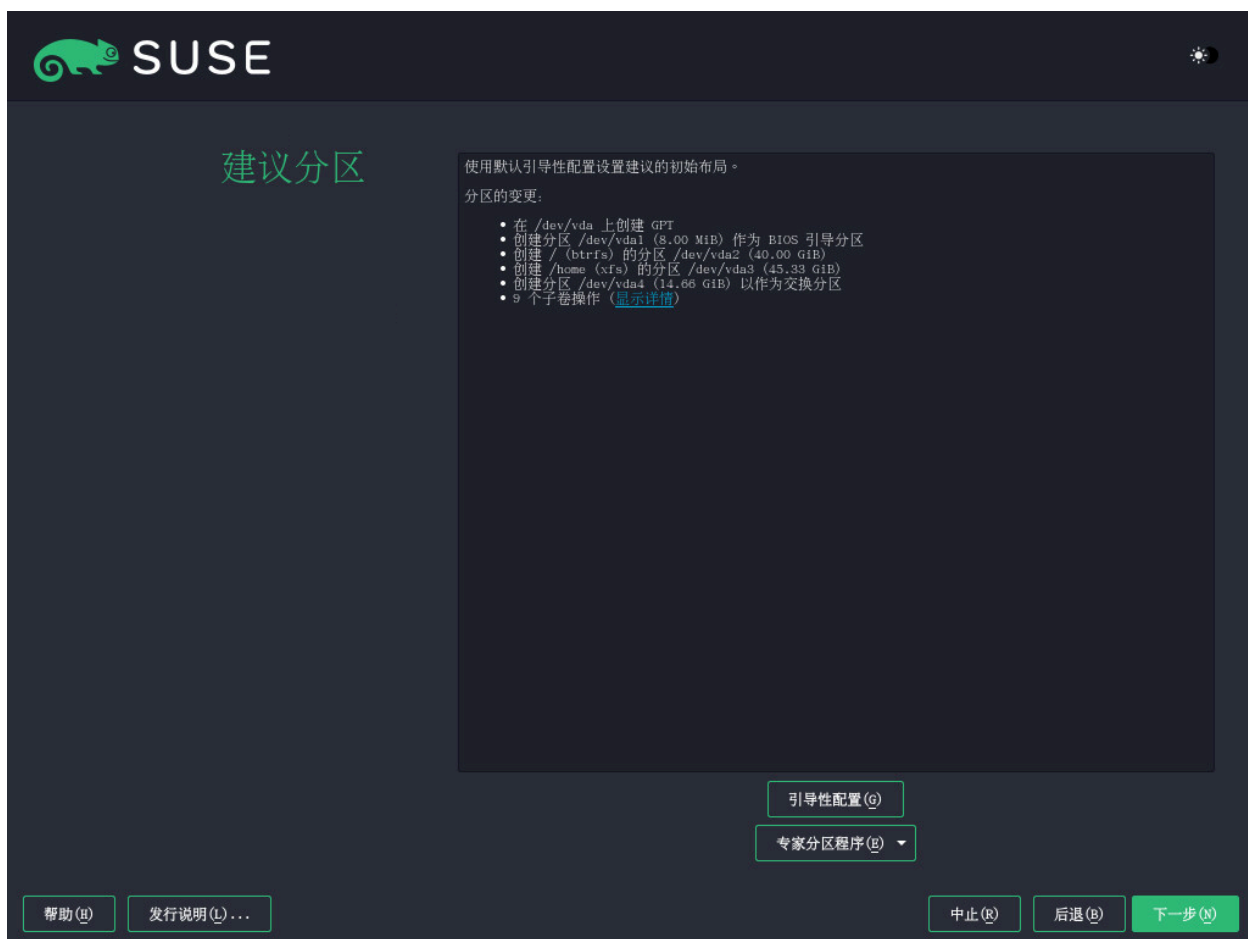 SUSE
建议分区
使用默认引导性配置设置建议的初始布局。
分区的变更:
• 在 /dev/vda 上创建 GPT
• 创建分区 /dev/vda1 (8.00 MiB) 作为 BIOS 引导分区
• 创建 / (btrfs) 的分区 /dev/vda2 (40.00 GiB)
• 创建 /home (xfs) 的分区 /dev/vda3 (45.33 GiB)
• 创建分区 /dev/vda4 (14.66 GiB) 以作为交换分区
• 9 个子卷操作 (显示详情)
引导性配置(G)
专家分区程序(E)
帮助(H) 发行说明(L)... 中止(R) 后退(B) 下一步(N)